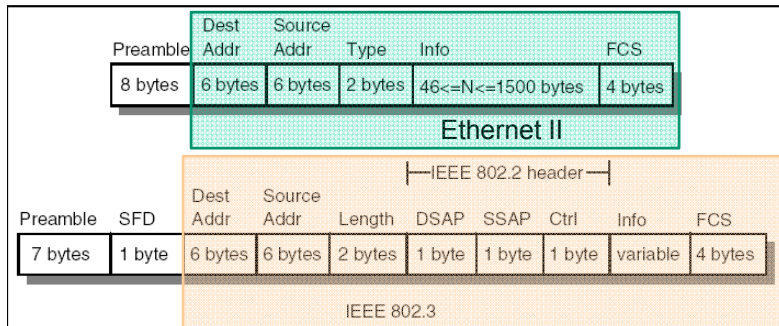 Dest Source
Preamble Addr Addr Type Info FCS
8 bytes 6 bytes 6 bytes 2 bytes 46<=N<=1500 bytes 4 bytes
Ethernet II
IEEE 802.2 header
Dest Source
Preamble SFD Addr Addr Length DSAP SSAP Ctrl Info FCS
7 bytes 1 byte 6 bytes 6 bytes 2 bytes 1 byte 1 byte 1 byte variable 4 bytes
IEEE 802.3